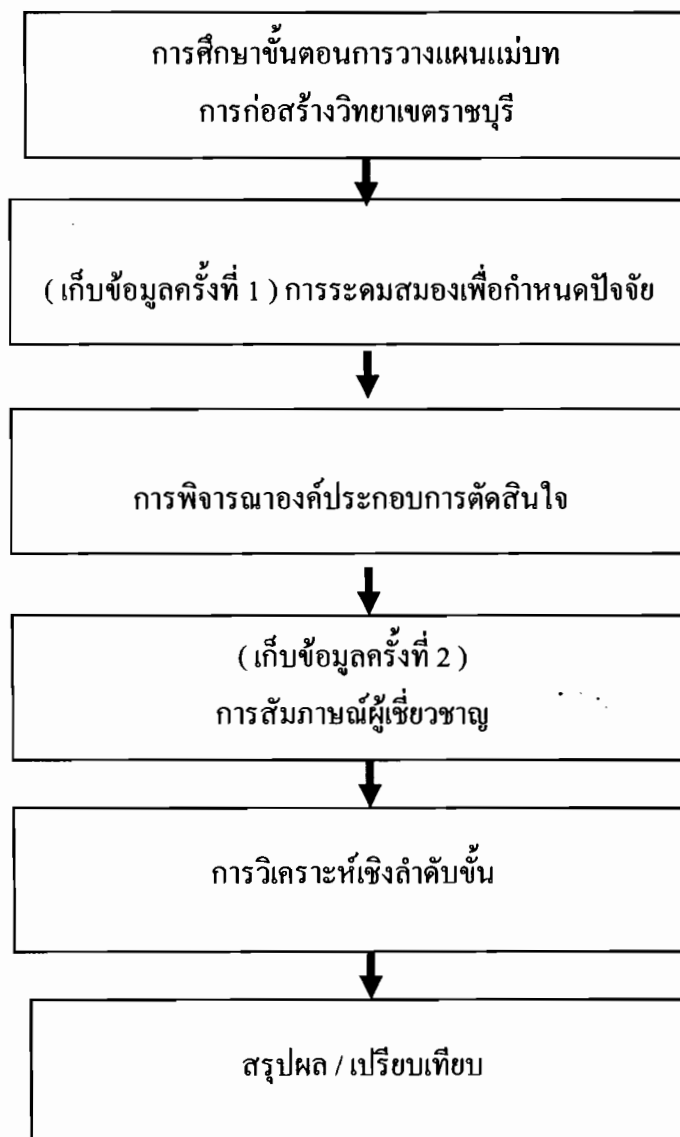 การศึกษาขั้นตอนการวางแผนแม่บท
การก่อสร้างวิทยาเขตราชบุรี
( เก็บข้อมูลครั้งที่ 1 ) การระดมสมองเพื่อกำหนดปัจจัย
การพิจารณาองค์ประกอบการตัดสินใจ
( เก็บข้อมูลครั้งที่ 2 )
การสัมภาษณ์ผู้เชี่ยวชาญ
การวิเคราะห์เชิงลำดับขั้น
สรุปผล / เปรียบเทียบ